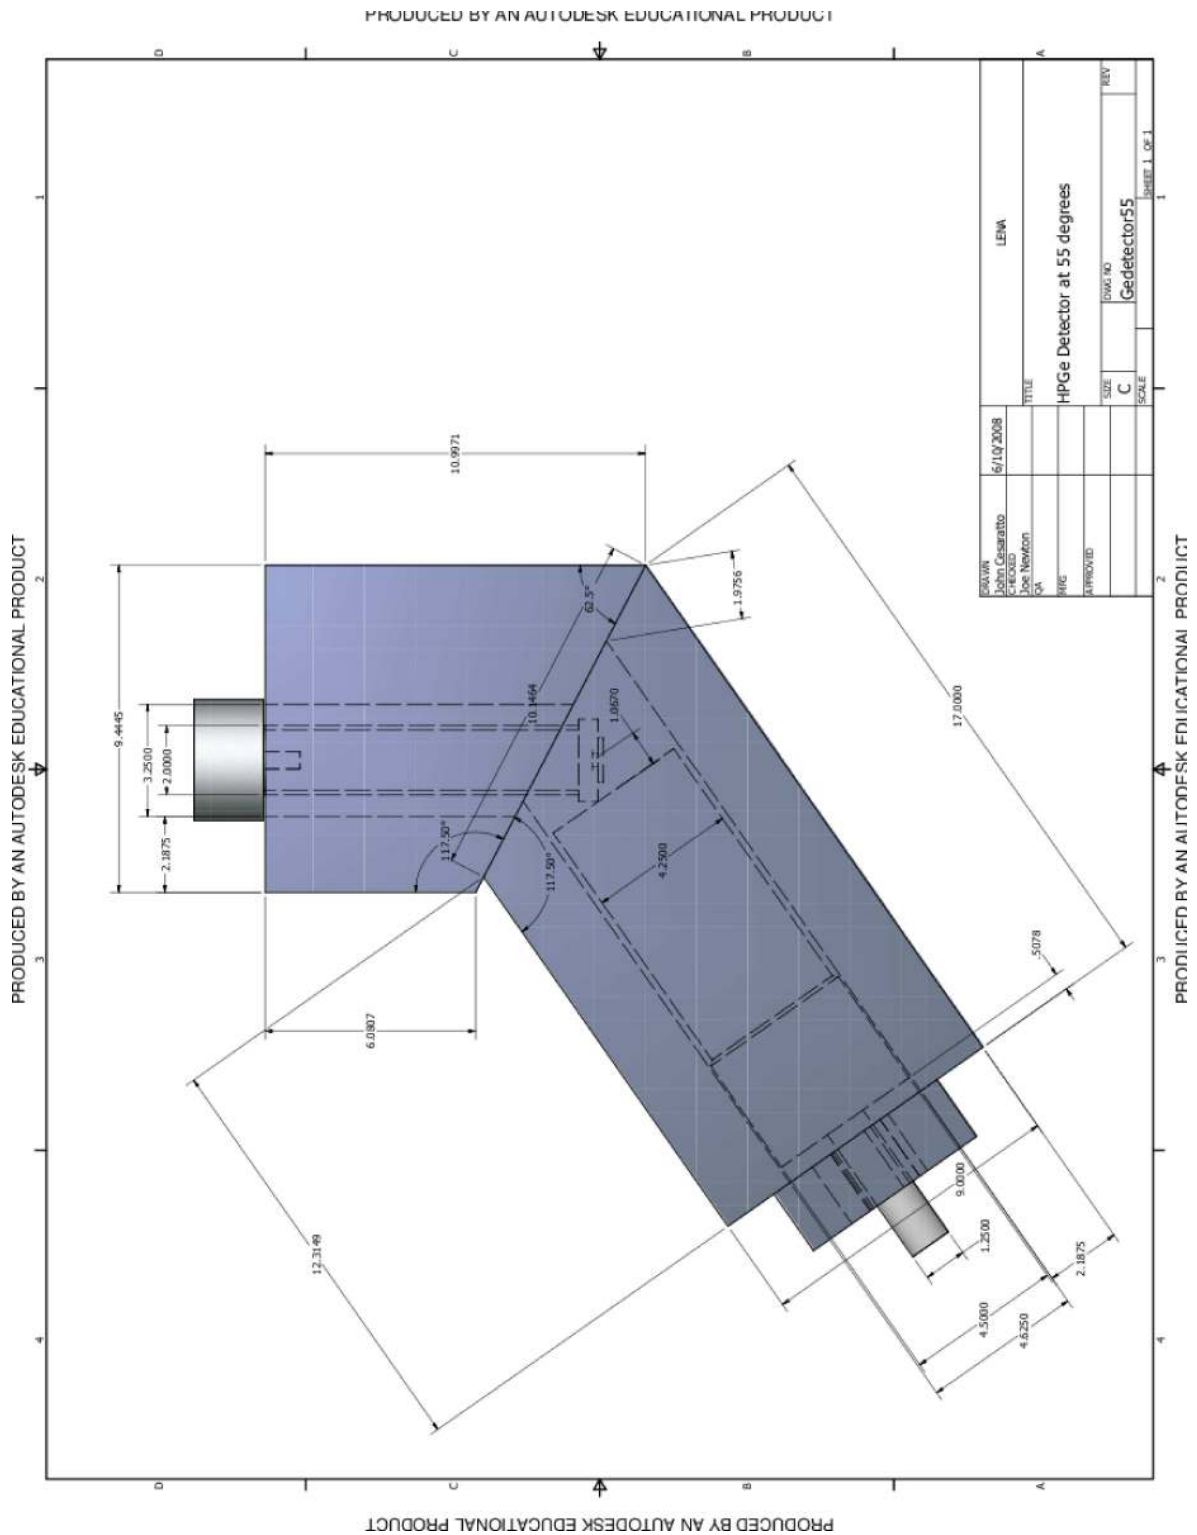 PRODUCED BY AN AUTODESK EDUCATIONAL PRODUCT
D
C
B
A
1
2
3
4
PRODUCED BY AN AUTODESK EDUCATIONAL PRODUCT
9.4445
3.2500
2.0000
2.1875
10.9971
6.0807
62.5°
117.50°
117.50°
10.1464
1.0670
1.9756
4.2500
17.0000
.5078
12.3149
9.0000
1.2500
4.5000
4.6250
2.1875
DRAWN
John Cesaratto
6/10/2008
CHECKED
Joe Newton
QA
MFG
APPROVED
LENA
TITLE
HPGe Detector at 55 degrees
SIZE
C
DWG NO
Gedetector55
REV
SCALE
SHEET 1 OF 1
1
2
3
4
PRODUCED BY AN AUTODESK EDUCATIONAL PRODUCT
D
C
B
A
PRODUCED BY AN AUTODESK EDUCATIONAL PRODUCT